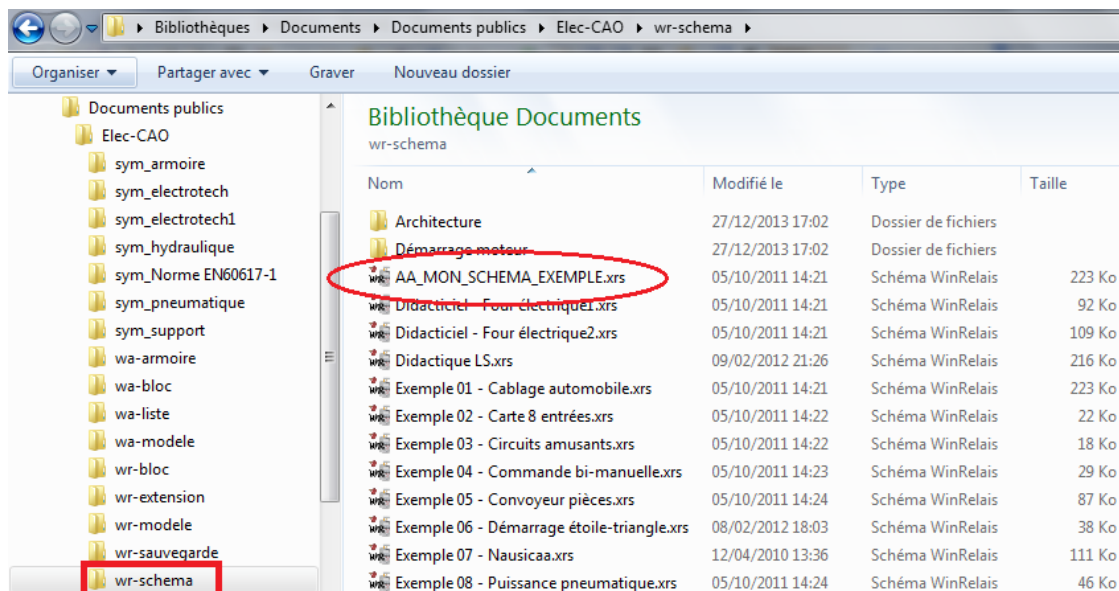 Bibliothèques Documents Documents publics Elec-CAO wr-schema
Organiser Partager avec Graver Nouveau dossier
Documents publics
Elec-CAO
sym_armoire
sym_electrotech
sym_electrotech1
sym_hydraulique
sym_Norme EN60617-1
sym_pneumatique
sym_support
wa-armoire
wa-bloc
wa-liste
wa-modele
wr-bloc
wr-extension
wr-modele
wr-sauvegarde
wr-schema
Bibliothèque Documents
wr-schema
Nom Modifié le Type Taille
Architecture 27/12/2013 17:02 Dossier de fichiers
Démarrage moteur 27/12/2013 17:02 Dossier de fichiers
AA_MON_SCHEMA_EXEMPLE.xrs 05/10/2011 14:21 Schéma WinRelais 223 Ko
Didacticiel - Four électrique1.xrs 05/10/2011 14:21 Schéma WinRelais 92 Ko
Didacticiel - Four électrique2.xrs 05/10/2011 14:21 Schéma WinRelais 109 Ko
Didactique LS.xrs 09/02/2012 21:26 Schéma WinRelais 216 Ko
Exemple 01 - Cablage automobile.xrs 05/10/2011 14:21 Schéma WinRelais 223 Ko
Exemple 02 - Carte 8 entrées.xrs 05/10/2011 14:22 Schéma WinRelais 22 Ko
Exemple 03 - Circuits amusants.xrs 05/10/2011 14:22 Schéma WinRelais 18 Ko
Exemple 04 - Commande bi-manuelle.xrs 05/10/2011 14:23 Schéma WinRelais 29 Ko
Exemple 05 - Convoyeur pièces.xrs 05/10/2011 14:24 Schéma WinRelais 87 Ko
Exemple 06 - Démarrage étoile-triangle.xrs 08/02/2012 18:03 Schéma WinRelais 38 Ko
Exemple 07 - Nausicaa.xrs 12/04/2010 13:36 Schéma WinRelais 111 Ko
Exemple 08 - Puissance pneumatique.xrs 05/10/2011 14:24 Schéma WinRelais 46 Ko